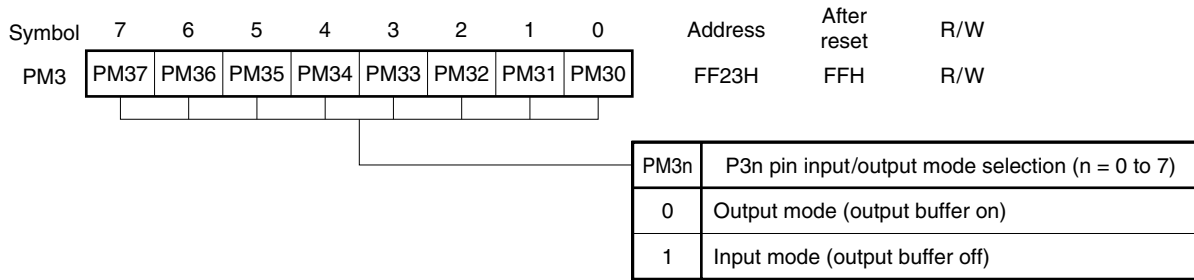 Symbol 7 6 5 4 3 2 1 0 Address After reset R/W
PM3 PM37 PM36 PM35 PM34 PM33 PM32 PM31 PM30 FF23H FFH R/W
PM3n P3n pin input/output mode selection (n = 0 to 7)
0 Output mode (output buffer on)
1 Input mode (output buffer off)